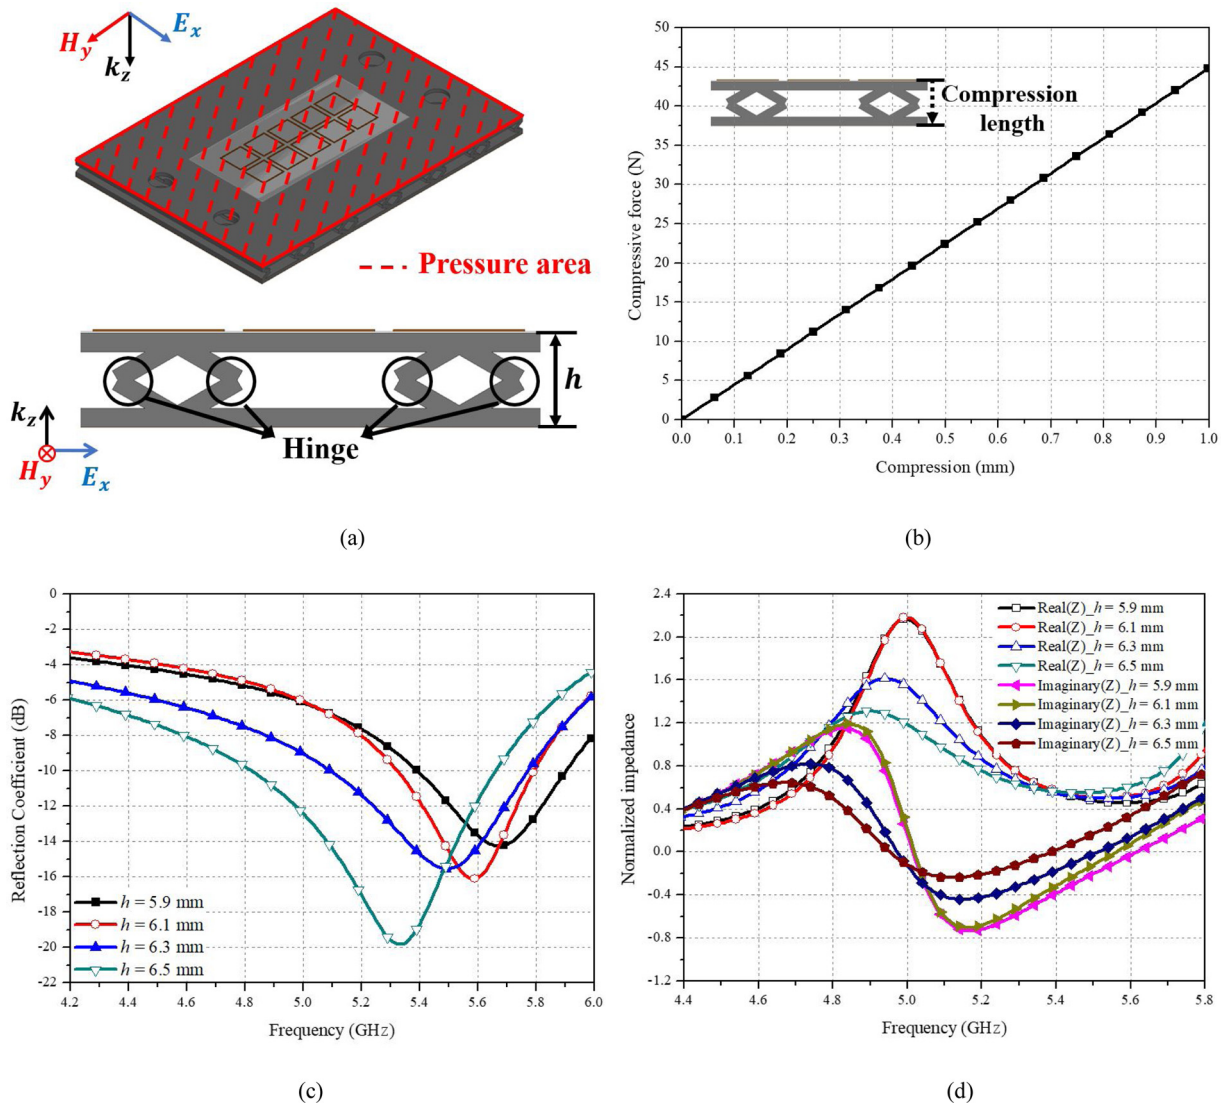 H_y
E_x
k_z
Pressure area
h
Hinge
k_z
H_y
E_x
(a)
Compressive force (N)
50
45
40
35
30
25
20
15
10
5
0
Compression
length
0.0 0.1 0.2 0.3 0.4 0.5 0.6 0.7 0.8 0.9 1.0
Compression (mm)
(b)
Reflection Coefficient (dB)
0
-2
-4
-6
-8
-10
-12
-14
-16
-18
-20
-22
h = 5.9 mm
h = 6.1 mm
h = 6.3 mm
h = 6.5 mm
4.2 4.4 4.6 4.8 5.0 5.2 5.4 5.6 5.8 6.0
Frequency (GHz)
(c)
Normalized impedance
2.4
2.0
1.6
1.2
0.8
0.4
0.0
-0.4
-0.8
-1.2
Real(Z)_h = 5.9 mm
Real(Z)_h = 6.1 mm
Real(Z)_h = 6.3 mm
Real(Z)_h = 6.5 mm
Imaginary(Z)_h = 5.9 mm
Imaginary(Z)_h = 6.1 mm
Imaginary(Z)_h = 6.3 mm
Imaginary(Z)_h = 6.5 mm
4.4 4.6 4.8 5.0 5.2 5.4 5.6 5.8
Frequency (GHz)
(d)